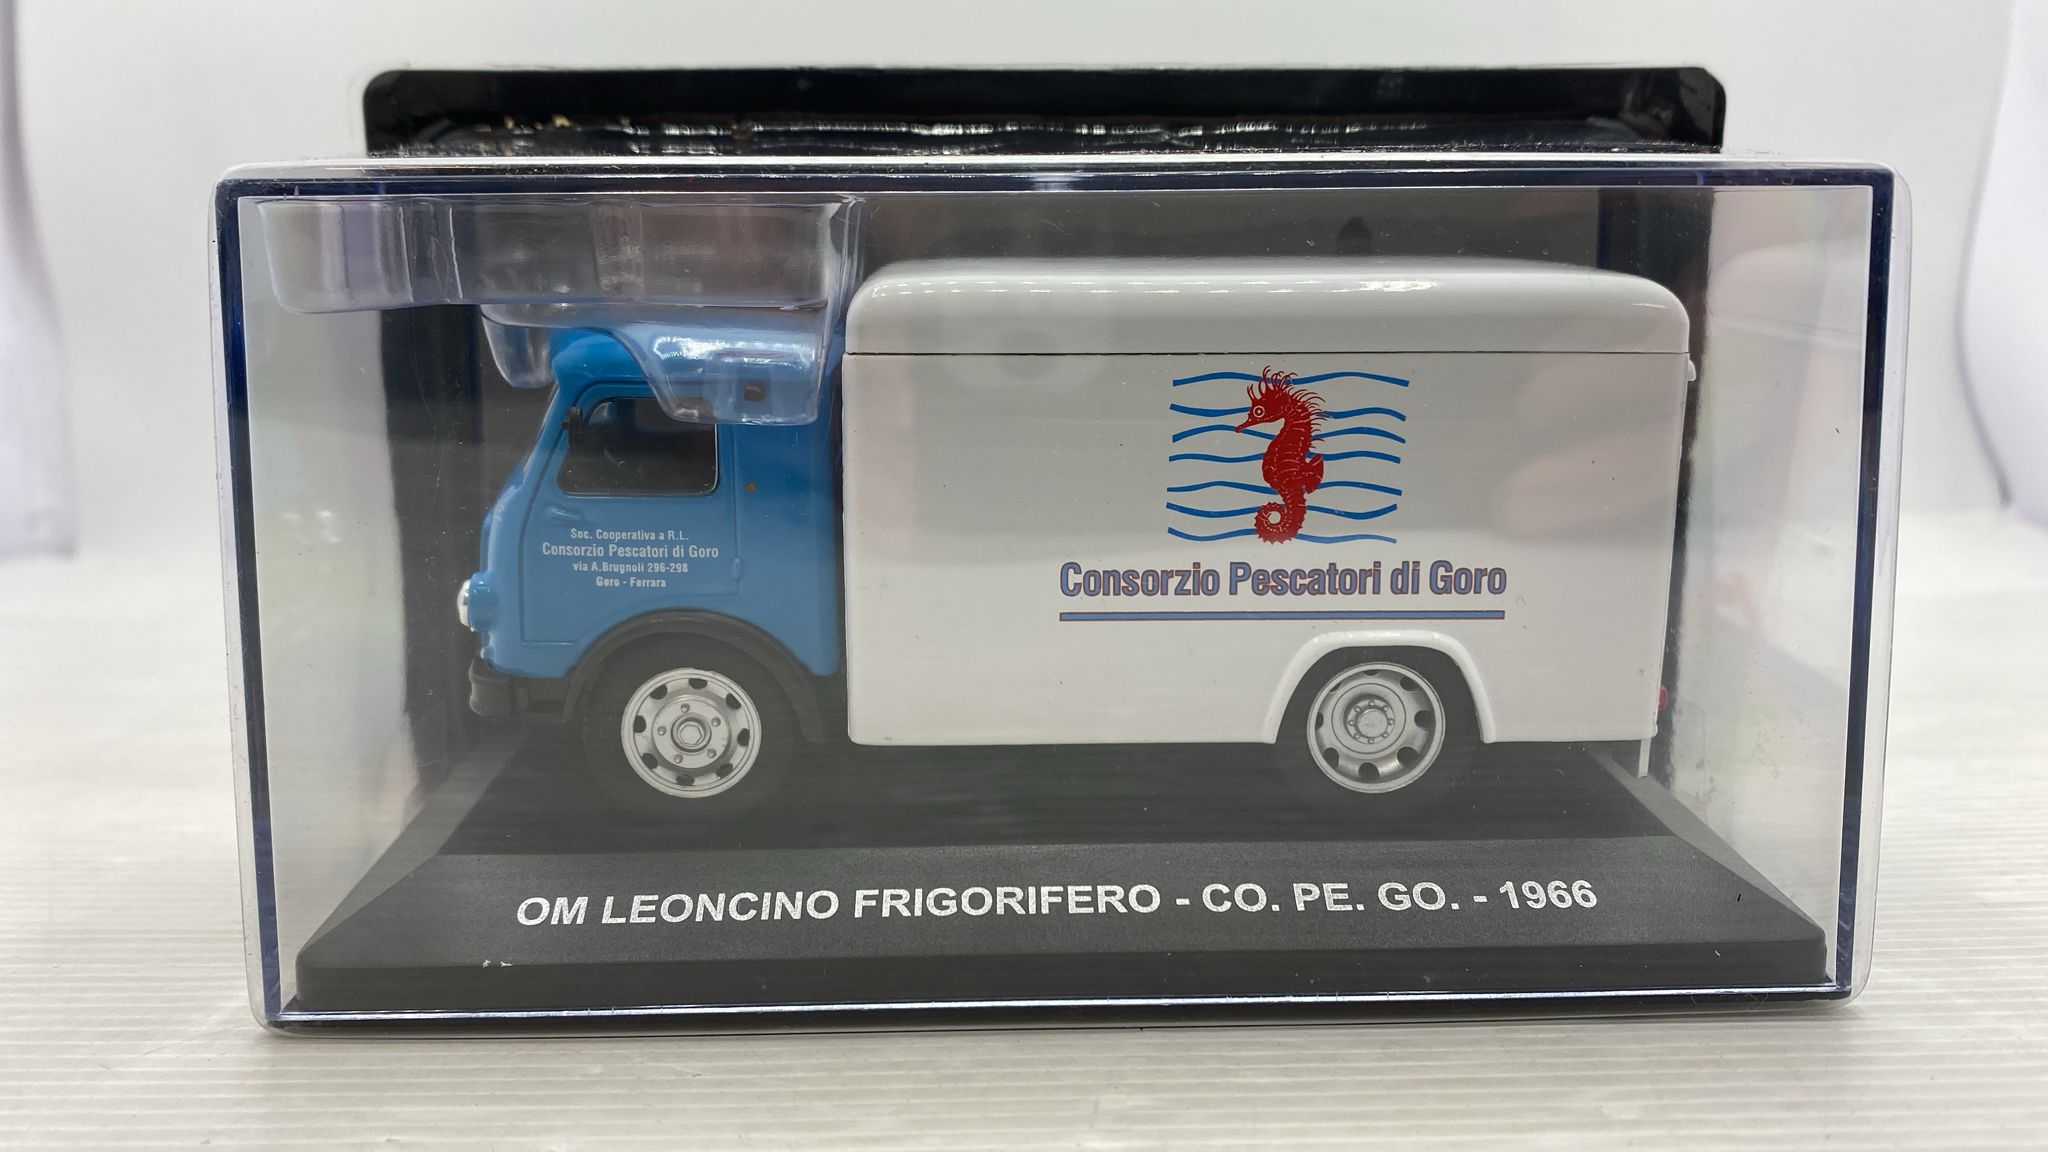 Soc. Cooperativa a R.L.
Consorzio Pescatori di Goro
via A.Brugnoli 296-298
Goro - Ferrara
Consorzio Pescatori di Goro
OM LEONCINO FRIGORIFERO - CO. PE. GO. - 1966